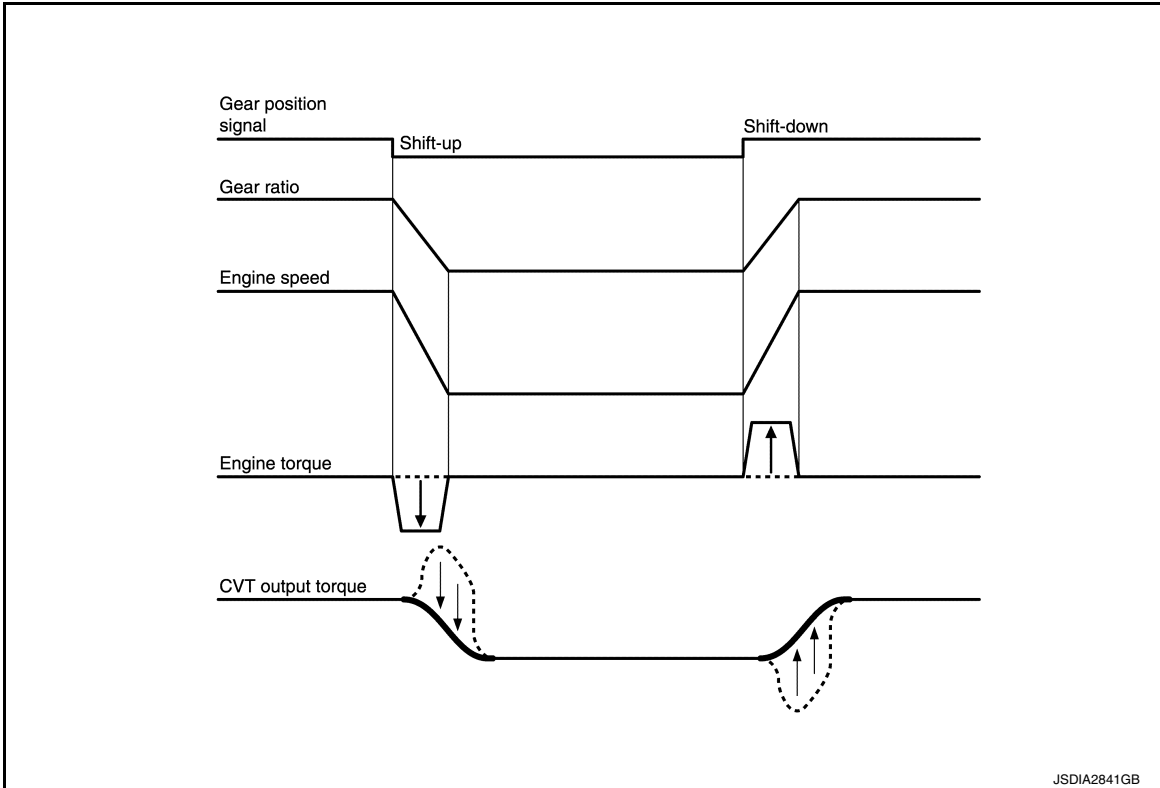 Gear position
signal
Shift-up
Shift-down
Gear ratio
Engine speed
Engine torque
CVT output torque
JSDIA2841GB